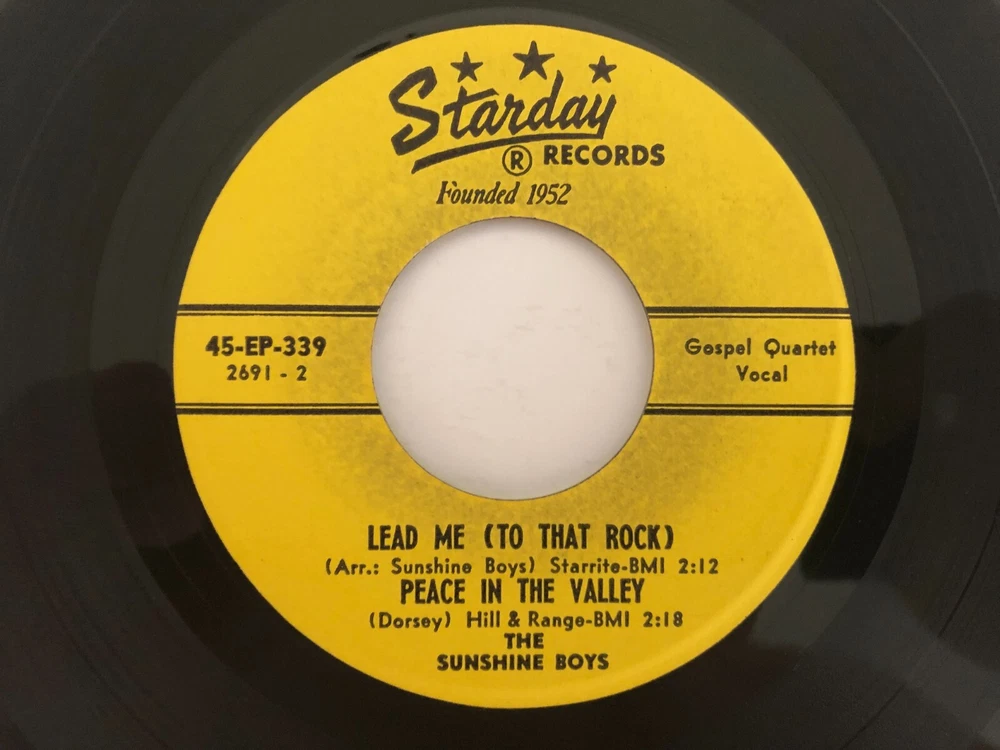 Starday
® RECORDS
Founded 1952
45-EP-339
2691 - 2
Gospel Quartet
Vocal
LEAD ME (TO THAT ROCK)
(Arr.: Sunshine Boys) Starrite-BMI 2:12
PEACE IN THE VALLEY
(Dorsey) Hill & Range-BMI 2:18
THE
SUNSHINE BOYS